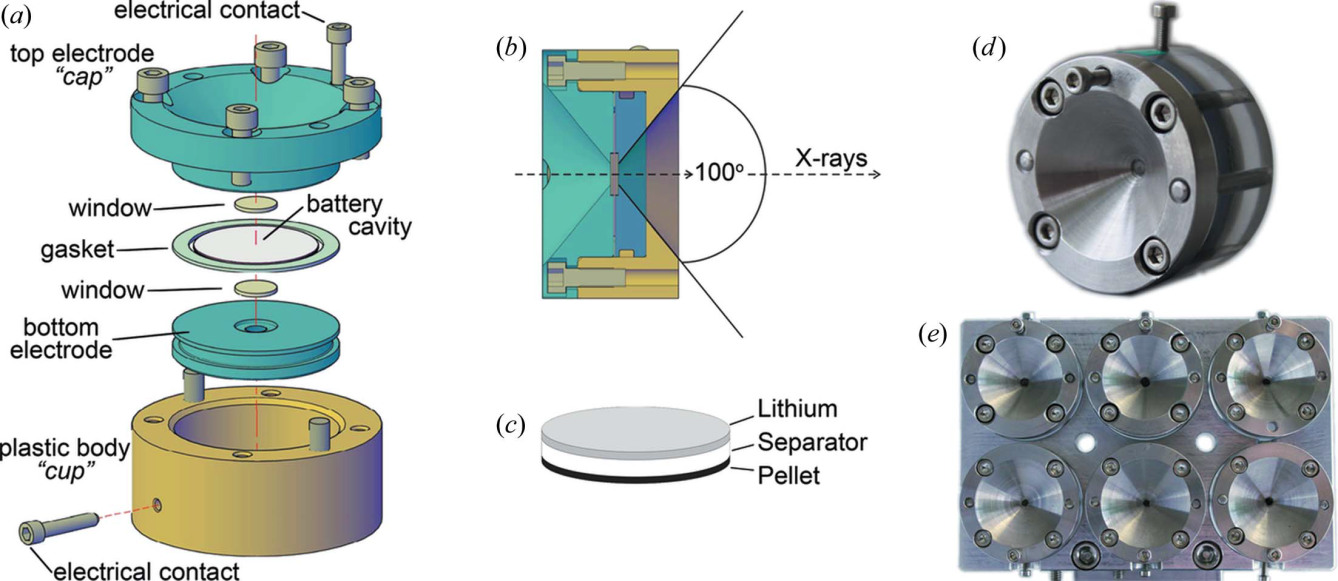 (a)
electrical contact
top electrode
“cap”
window
battery
cavity
gasket
window
bottom
electrode
plastic body
“cup”
electrical contact
(b)
100º
X-rays
(c)
Lithium
Separator
Pellet
(d)
(e)